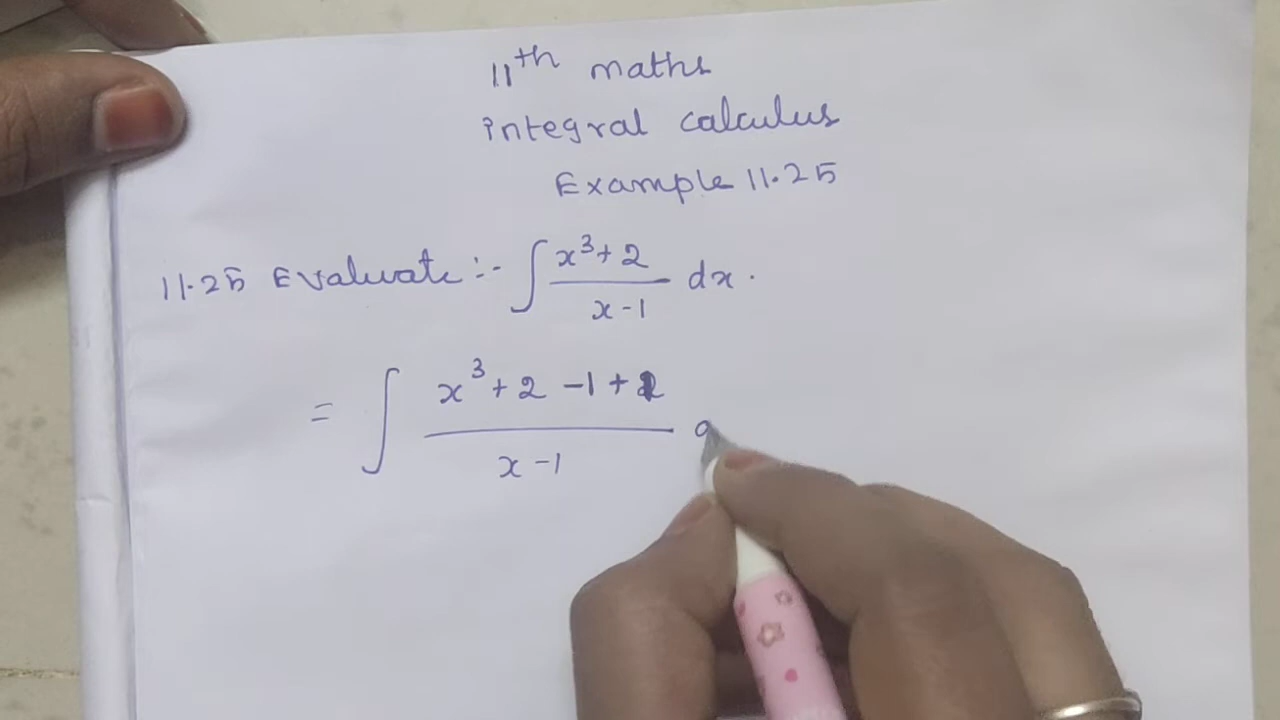 11th maths
integral calculus
Example 11.25
11.25 Evaluate :- ∫ x³+2 / x-1 dx.
= ∫ x³+2-1+1 / x-1